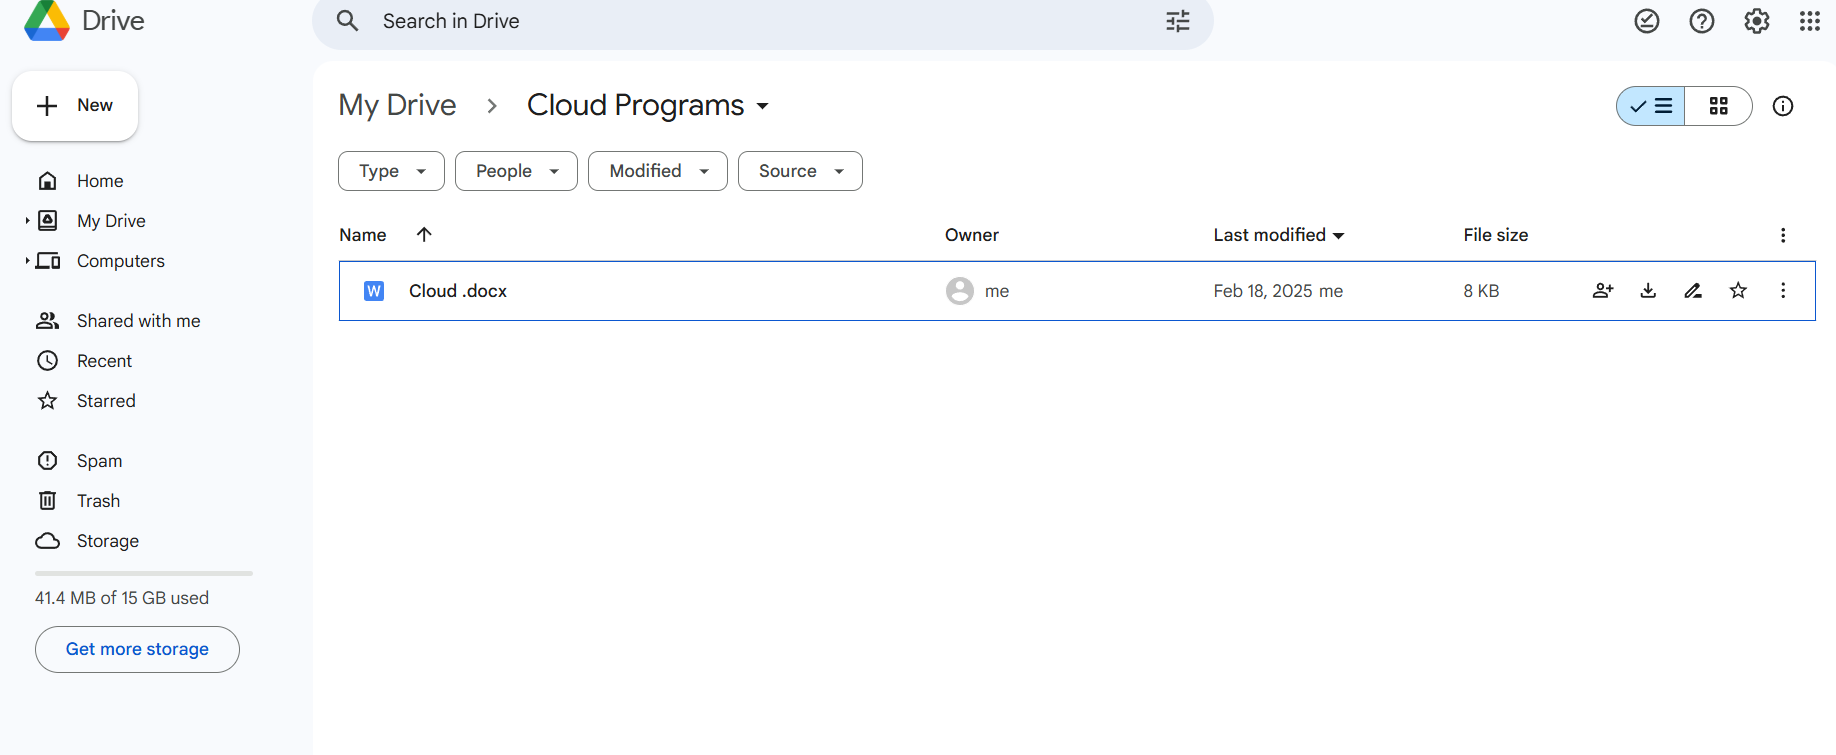 Drive
Search in Drive
New
Home
My Drive
Computers
Shared with me
Recent
Starred
Spam
Trash
Storage
41.4 MB of 15 GB used
Get more storage
My Drive > Cloud Programs
Type People Modified Source
Name Owner Last modified File size
W Cloud .docx me Feb 18, 2025 me 8 KB